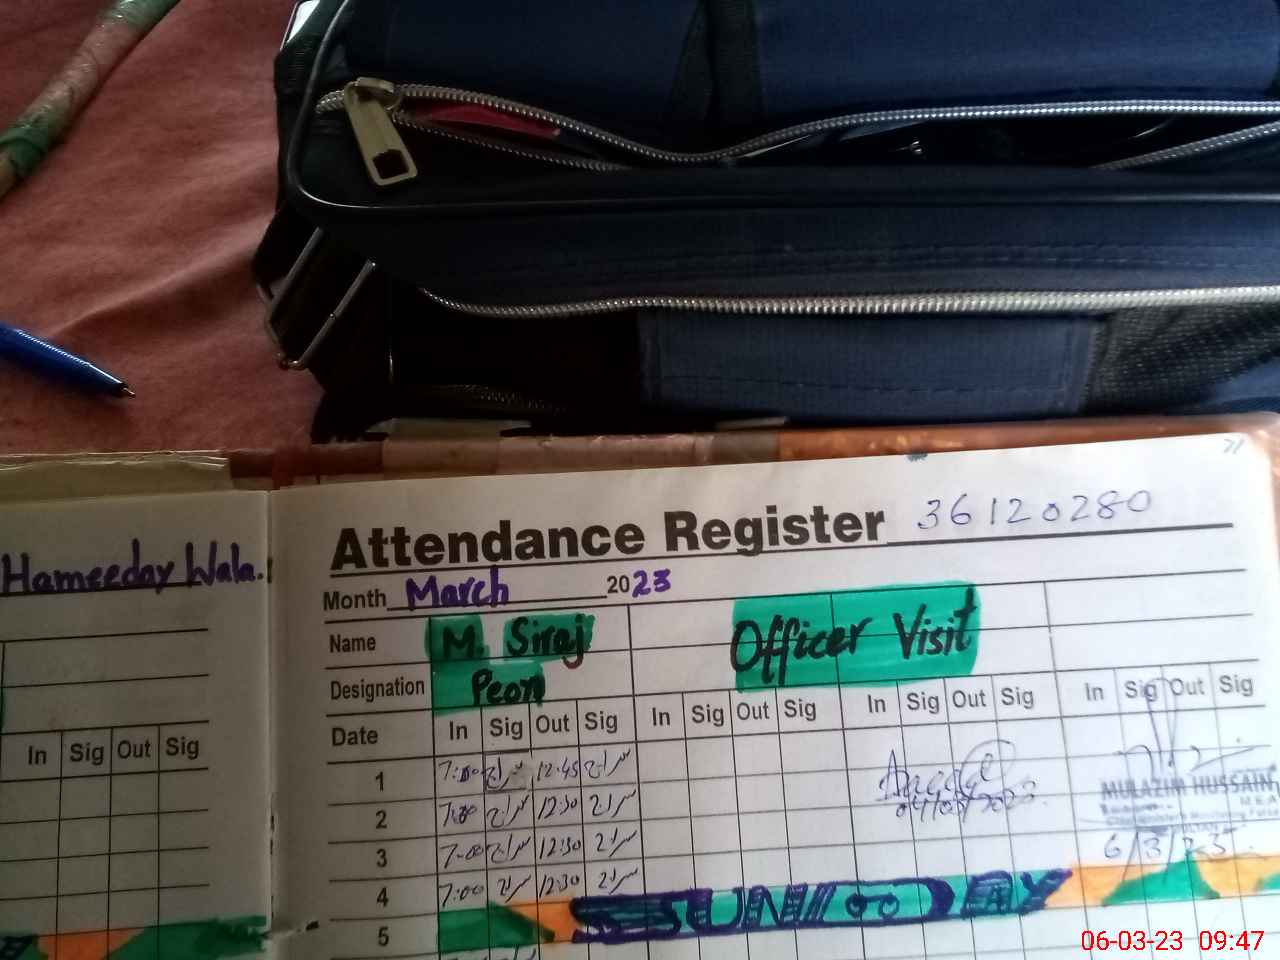 71
Attendance Register 36120280
Hameeday Wala.
Month March 2023
Name M. Siraj Officer Visit
Designation Peon
In Sig Out Sig
Date In Sig Out Sig In Sig Out Sig In Sig Out Sig In Sig Out Sig
1 7:00 سراج 12:45 سراج
2 7:00 سراج 12:30 سراج
MULAZIM HUSSAIN
M.E.A
3 7-00 سراج 12:30 سراج 6/3/23.
4 7:00 سراج 12:30 سراج
5 SUNDAY
06-03-23 09:47